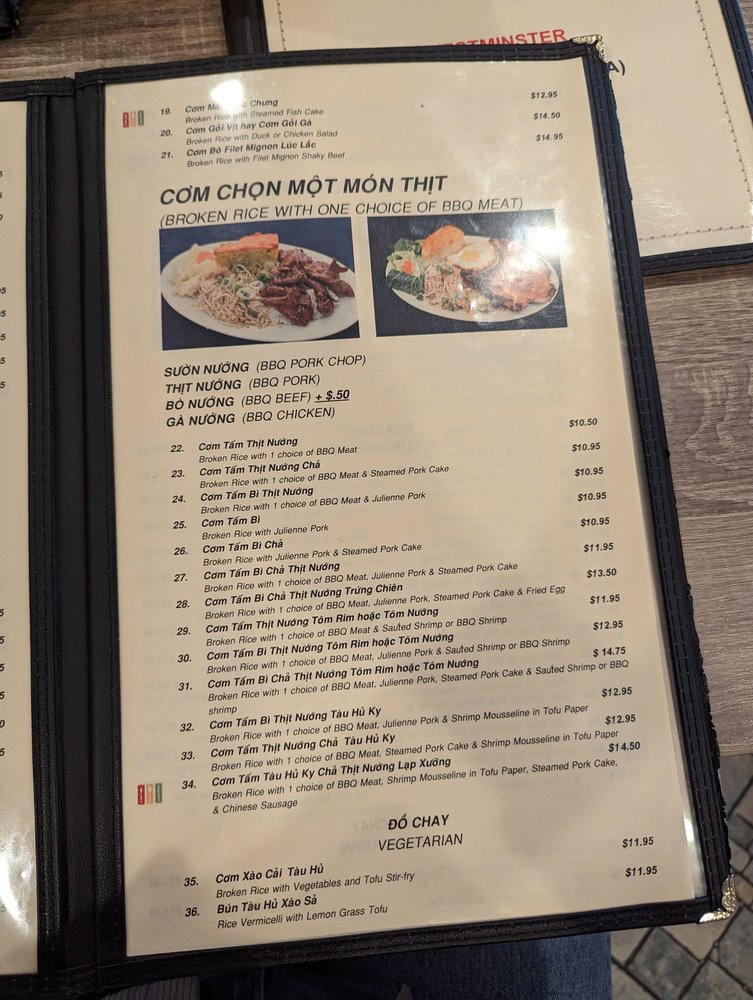 STMINSTER
A)
19. Cơm Chưng $12.95
Broken Rice with Steamed Fish Cake
20. Cơm Gỏi Vịt hay Cơm Gỏi Gà $14.50
Broken Rice with Duck or Chicken Salad
21. Cơm Bò Filet Mignon Lúc Lắc $14.95
Broken Rice with Filet Mignon Shaky Beef
CƠM CHỌN MỘT MÓN THỊT
(BROKEN RICE WITH ONE CHOICE OF BBQ MEAT)
SƯỜN NƯỚNG (BBQ PORK CHOP)
THỊT NƯỚNG (BBQ PORK)
BÒ NƯỚNG (BBQ BEEF) + $.50
GÀ NƯỚNG (BBQ CHICKEN)
22. Cơm Tấm Thịt Nướng $10.50
Broken Rice with 1 choice of BBQ Meat
23. Cơm Tấm Thịt Nướng Chả $10.95
Broken Rice with 1 choice of BBQ Meat & Steamed Pork Cake
24. Cơm Tấm Bì Thịt Nướng $10.95
Broken Rice with 1 choice of BBQ Meat & Julienne Pork
25. Cơm Tấm Bì $10.95
Broken Rice with Julienne Pork
26. Cơm Tấm Bì Chả $10.95
Broken Rice with Julienne Pork & Steamed Pork Cake
27. Cơm Tấm Bì Chả Thịt Nướng $11.95
Broken Rice with 1 choice of BBQ Meat, Julienne Pork & Steamed Pork Cake
28. Cơm Tấm Bì Chả Thịt Nướng Trứng Chiên $13.50
Broken Rice with 1 choice of BBQ Meat, Julienne Pork, Steamed Pork Cake & Fried Egg
29. Cơm Tấm Thịt Nướng Tôm Rim hoặc Tôm Nướng $11.95
Broken Rice with 1 choice of BBQ Meat & Sautéd Shrimp or BBQ Shrimp
30. Cơm Tấm Bì Thịt Nướng Tôm Rim hoặc Tôm Nướng $12.95
Broken Rice with 1 choice of BBQ Meat, Julienne Pork & Sautéd Shrimp or BBQ Shrimp
31. Cơm Tấm Bì Chả Thịt Nướng Tôm Rim hoặc Tôm Nướng $ 14.75
Broken Rice with 1 choice of BBQ Meat, Julienne Pork, Steamed Pork Cake & Sautéd Shrimp or BBQ
shrimp
32. Cơm Tấm Bì Thịt Nướng Tàu Hủ Ky $12.95
Broken Rice with 1 choice of BBQ Meat, Julienne Pork & Shrimp Mousseline in Tofu Paper
33. Cơm Tấm Thịt Nướng Chả Tàu Hủ Ky $12.95
Broken Rice with 1 choice of BBQ Meat, Steamed Pork Cake & Shrimp Mousseline in Tofu Paper
34. Cơm Tấm Tàu Hủ Ky Chả Thịt Nướng Lạp Xưởng $14.50
Broken Rice with 1 choice of BBQ Meat, Shrimp Mousseline in Tofu Paper, Steamed Pork Cake,
& Chinese Sausage
ĐỒ CHAY
VEGETARIAN
35. Cơm Xào Cải Tàu Hủ $11.95
Broken Rice with Vegetables and Tofu Stir-fry
36. Bún Tàu Hủ Xào Sả $11.95
Rice Vermicelli with Lemon Grass Tofu